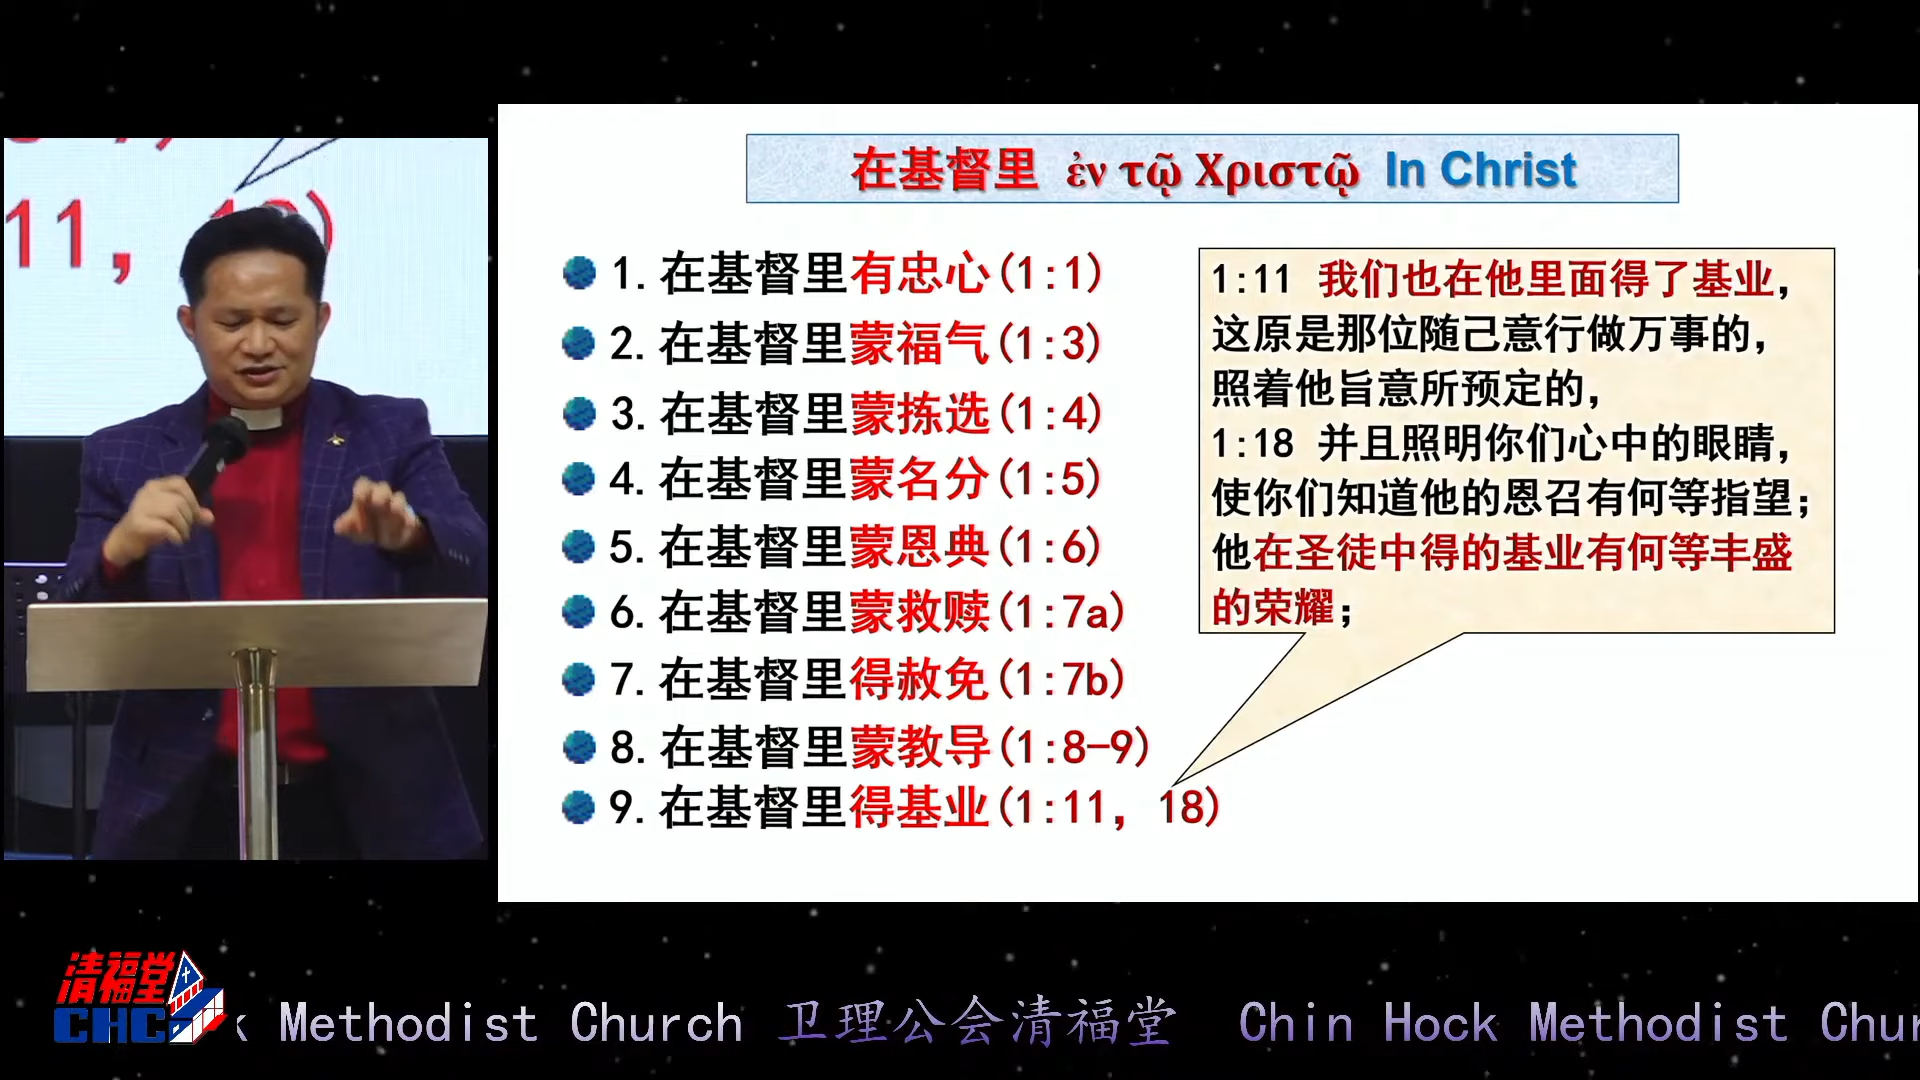 在基督里 ἐν τῷ Χριστῷ In Christ
1.在基督里有忠心(1:1)
2.在基督里蒙福气(1:3)
3.在基督里蒙拣选(1:4)
4.在基督里蒙名分(1:5)
5.在基督里蒙恩典(1:6)
6.在基督里蒙救赎(1:7a)
7.在基督里得赦免(1:7b)
8.在基督里蒙教导(1:8-9)
9.在基督里得基业(1:11, 18)
1:11 我们也在他里面得了基业,
这原是那位随己意行做万事的,
照着他旨意所预定的,
1:18 并且照明你们心中的眼睛,
使你们知道他的恩召有何等指望;
他在圣徒中得的基业有何等丰盛
的荣耀;
11,
清福堂
CHC
k Methodist Church 卫理公会清福堂 Chin Hock Methodist Chur